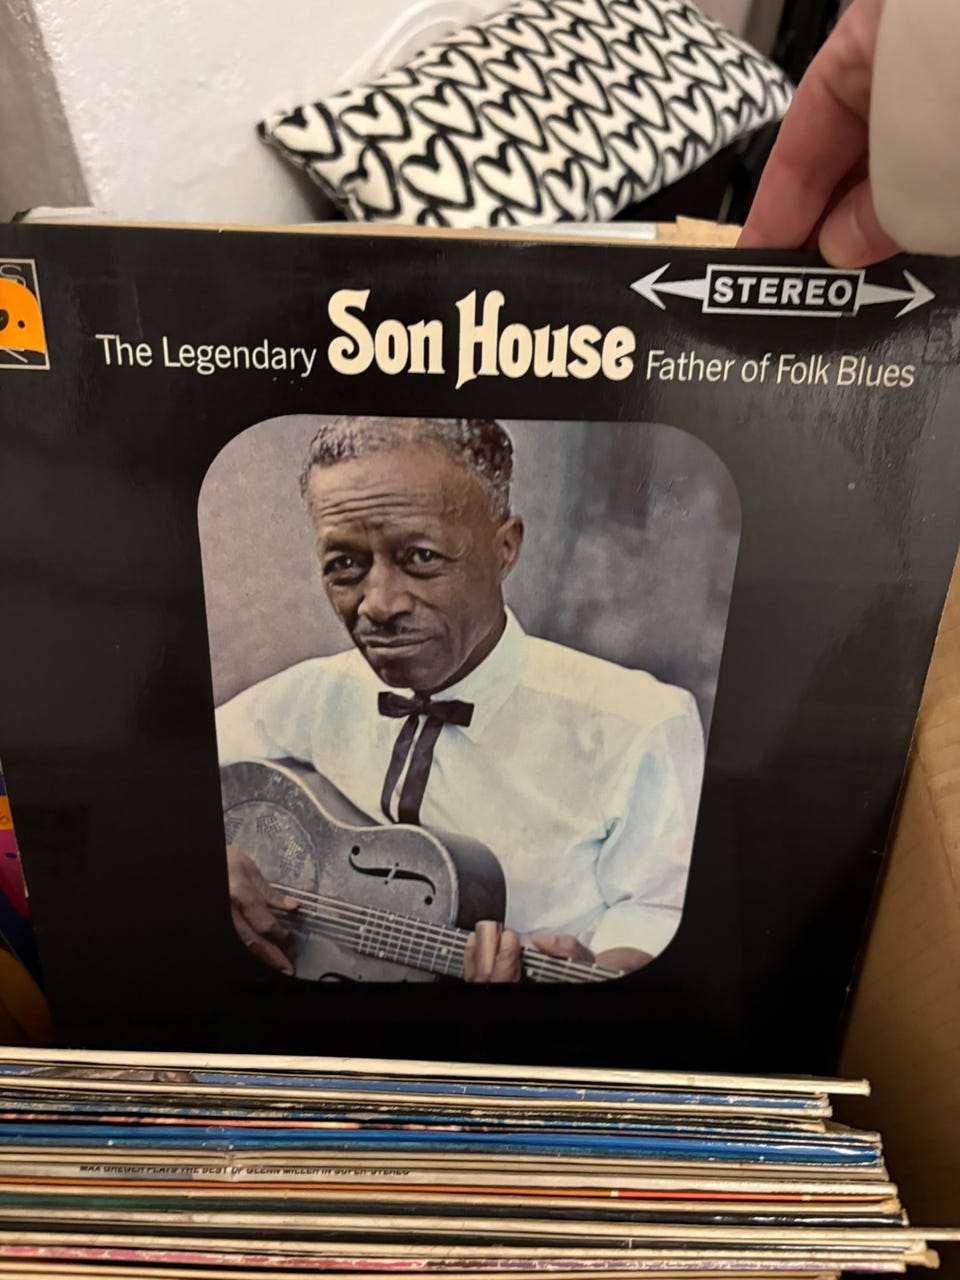 STEREO
The Legendary Son House Father of Folk Blues
MAX GREGER PLAYS THE BEST OF GLENN MILLER IN SUPER-STEREO